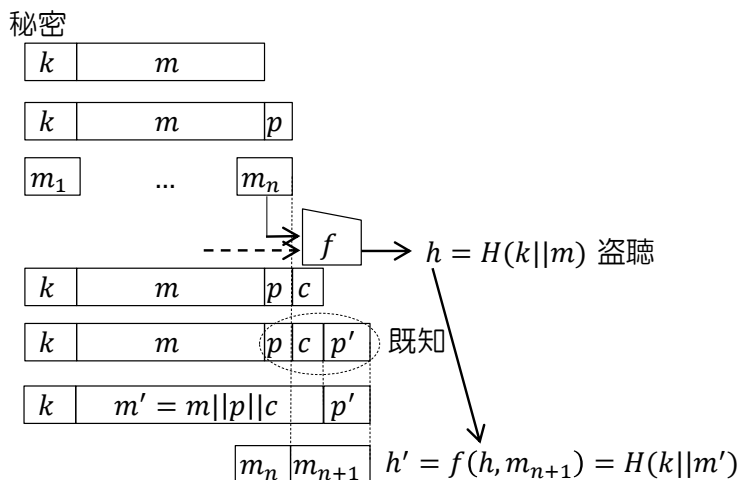 秘密
k m
k m p
m₁ … mₙ
f
h = H(k||m) 盗聴
k m p c
k m p c p′ 既知
k m′ = m||p||c p′
mₙ mₙ₊₁ h′ = f(h, mₙ₊₁) = H(k||m′)